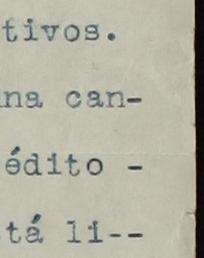 tivos.
na can-
édito -
tá li--